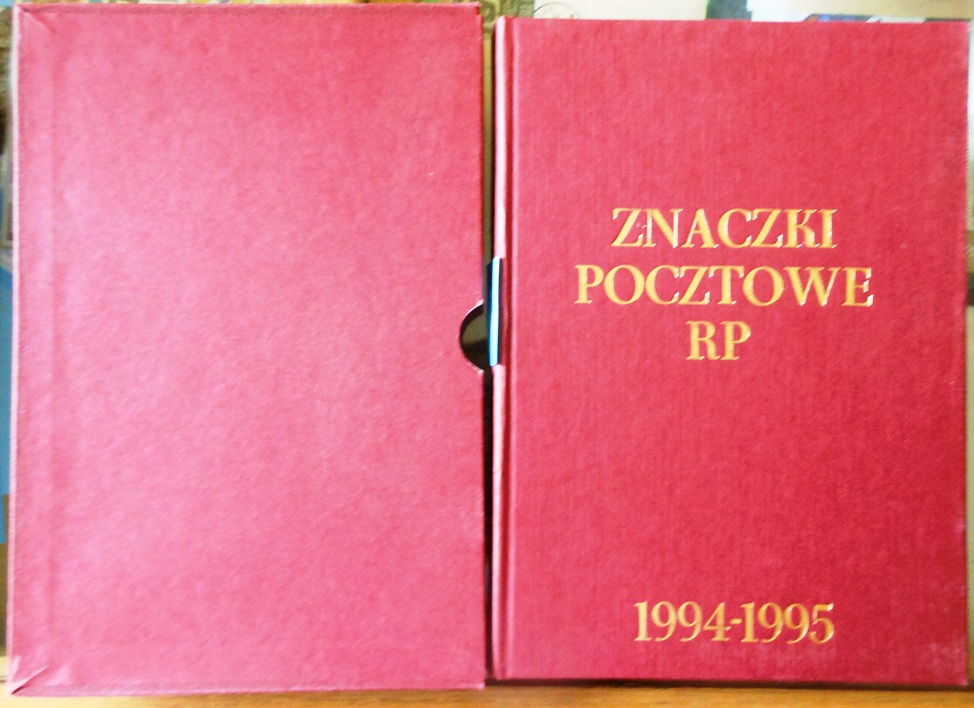 ZNACZKI
POCZTOWE
RP
1994-1995